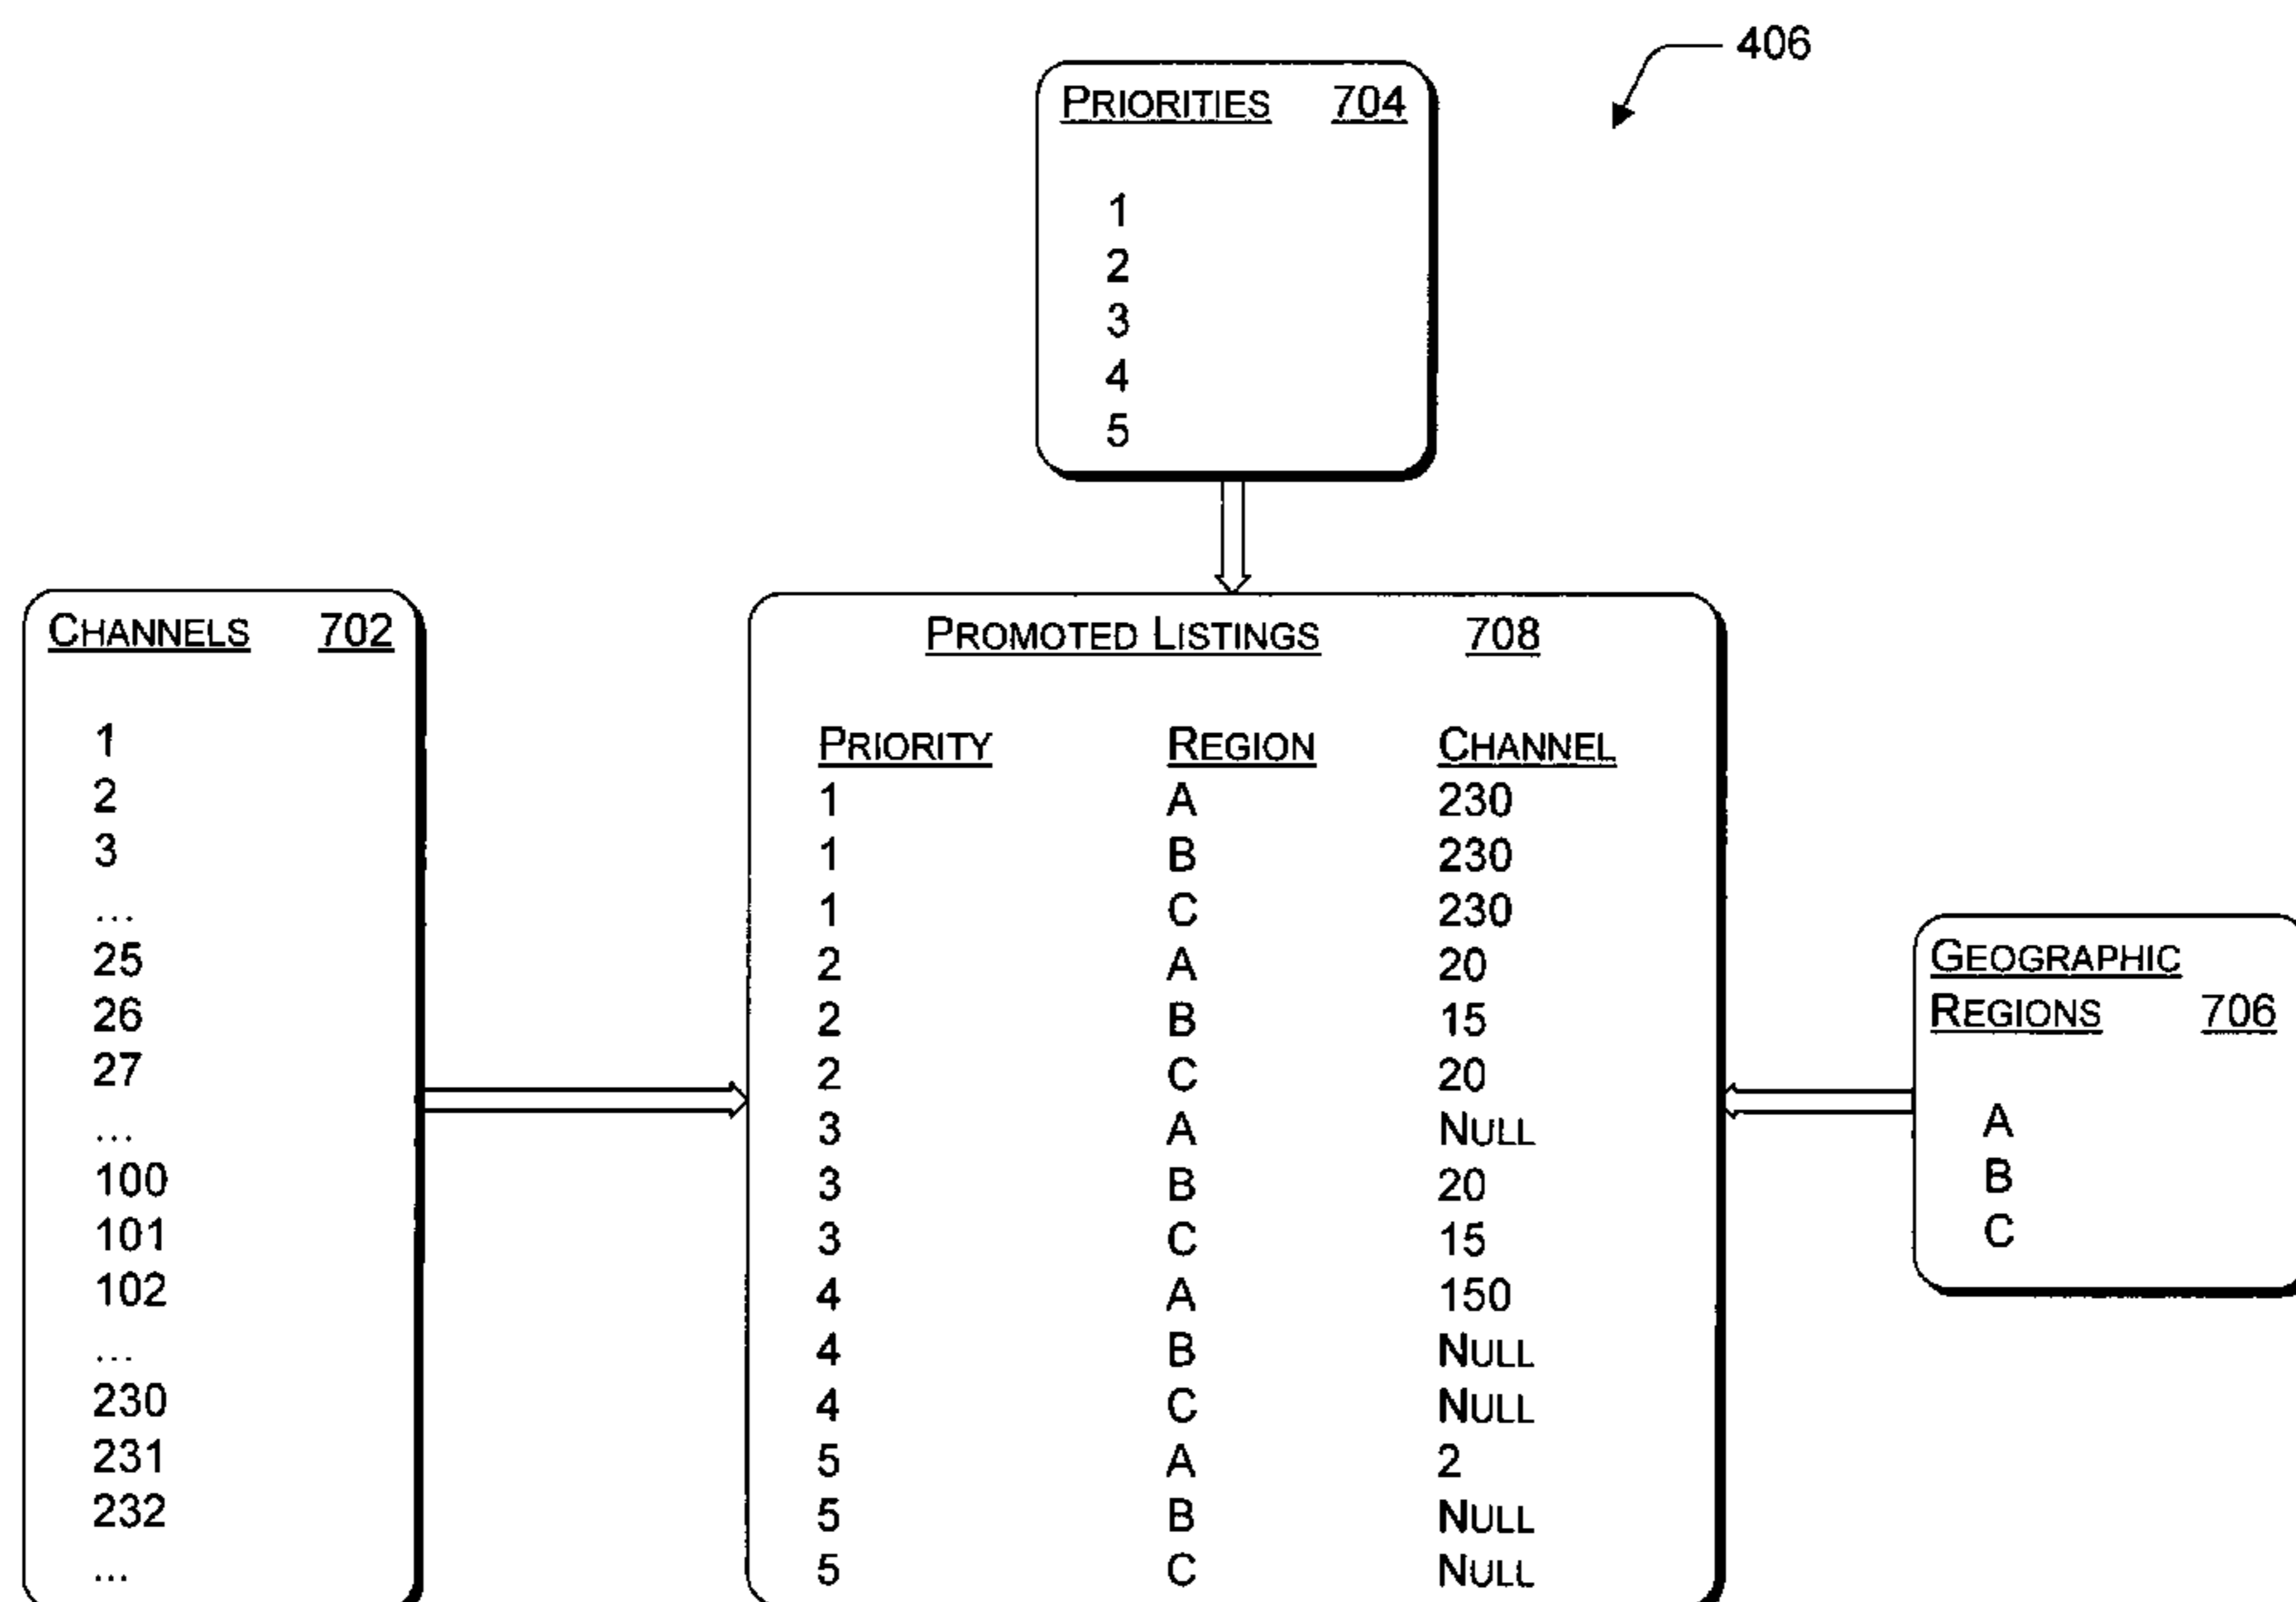 406
PRIORITIES 704
1
2
3
4
5
CHANNELS 702
1
2
3
...
25
26
27
...
100
101
102
...
230
231
232
...
PROMOTED LISTINGS 708
PRIORITY REGION CHANNEL
1 A 230
1 B 230
1 C 230
2 A 20
2 B 15
2 C 20
3 A NULL
3 B 20
3 C 15
4 A 150
4 B NULL
4 C NULL
5 A 2
5 B NULL
5 C NULL
GEOGRAPHIC
REGIONS 706
A
B
C